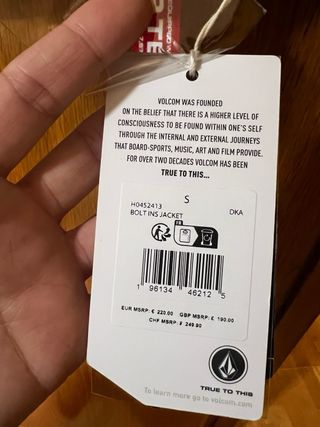 VOLCOM WAS FOUNDED
ON THE BELIEF THAT THERE IS A HIGHER LEVEL OF
CONSCIOUSNESS TO BE FOUND WITHIN ONE'S SELF
THROUGH THE INTERNAL AND EXTERNAL JOURNEYS
THAT BOARD-SPORTS, MUSIC, ART AND FILM PROVIDE.
FOR OVER TWO DECADES VOLCOM HAS BEEN
TRUE TO THIS...
S
H0452413 DKA
BOLT INS JACKET
1 96134 46212 5
EUR MSRP: € 220.00 GBP MSRP: £ 190.00
CHF MSRP: ₣ 249.90
TRUE TO THIS
To learn more go to volcom.com